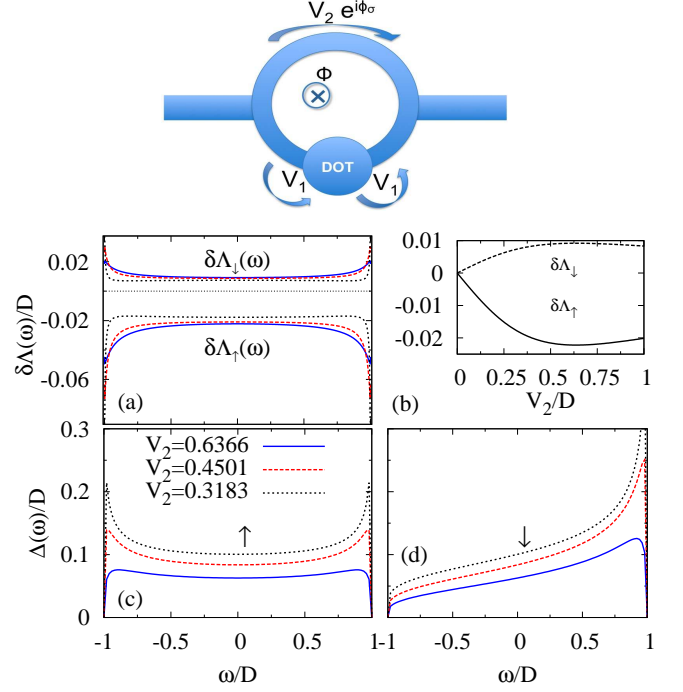 V₂ e^{iϕ_σ}
Φ
DOT
V₁ V₁
0.02
-0.02
-0.06
δΛ(ω)/D
δΛ↓(ω)
δΛ↑(ω)
(a)
0.01
0
-0.01
-0.02
δΛ↓
δΛ↑
0 0.25 0.5 0.75 1
V₂/D
(b)
0.3
0.2
0.1
0
Δ(ω)/D
V₂=0.6366
V₂=0.4501
V₂=0.3183
↑
(c)
-1 -0.5 0 0.5 1
ω/D
↓
(d)
-1 -0.5 0 0.5 1
ω/D